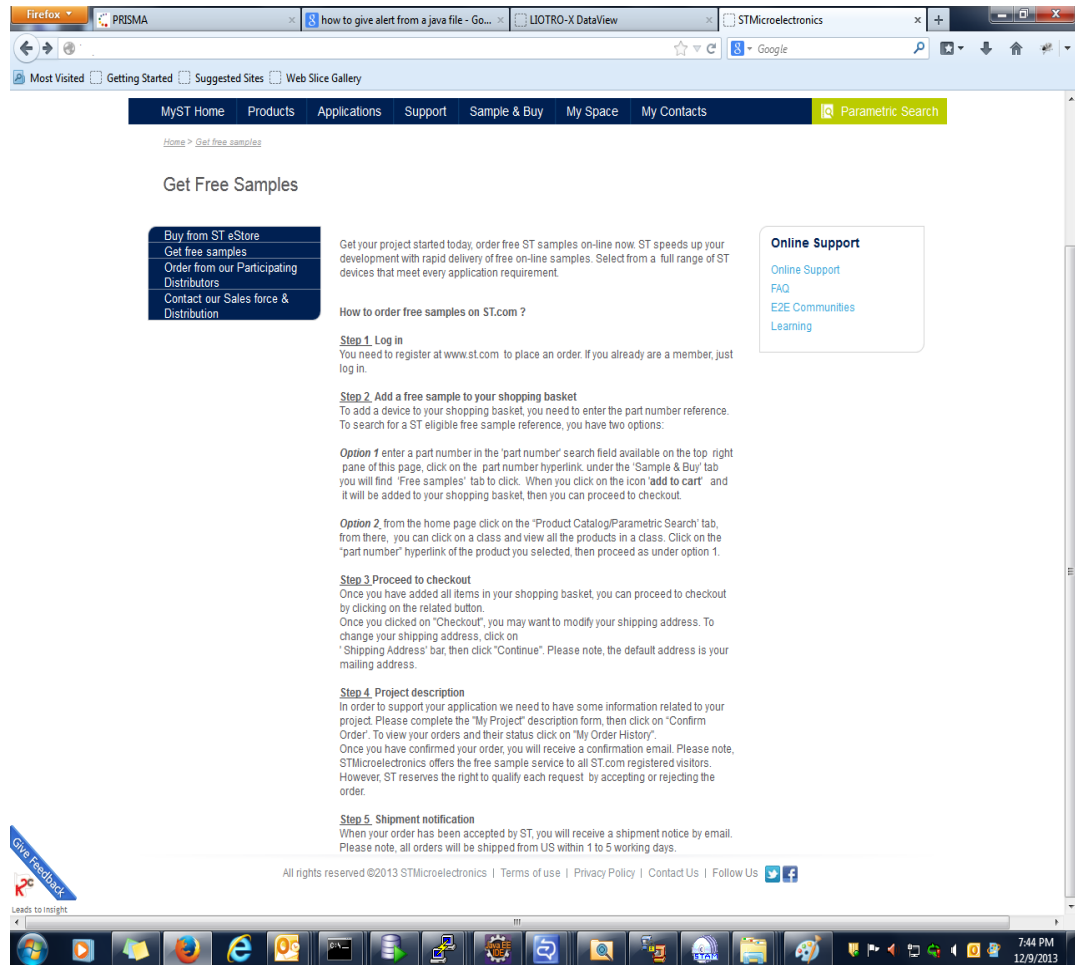 Firefox
PRISMA
how to give alert from a java file - Go...
LIOTRO-X DataView
STMicroelectronics
Google
Most Visited Getting Started Suggested Sites Web Slice Gallery
MyST Home Products Applications Support Sample & Buy My Space My Contacts Parametric Search
Home > Get free samples
Get Free Samples
Buy from ST eStore
Get free samples
Order from our Participating
Distributors
Contact our Sales force &
Distribution
Get your project started today, order free ST samples on-line now. ST speeds up your
development with rapid delivery of free on-line samples. Select from a full range of ST
devices that meet every application requirement.
How to order free samples on ST.com ?
Step 1 Log in
You need to register at www.st.com to place an order. If you already are a member, just
log in.
Step 2 Add a free sample to your shopping basket
To add a device to your shopping basket, you need to enter the part number reference.
To search for a ST eligible free sample reference, you have two options:
Option 1 enter a part number in the 'part number' search field available on the top right
pane of this page, click on the part number hyperlink. under the 'Sample & Buy' tab
you will find 'Free samples' tab to click. When you click on the icon 'add to cart' and
it will be added to your shopping basket, then you can proceed to checkout.
Option 2 from the home page click on the “Product Catalog/Parametric Search' tab,
from there, you can click on a class and view all the products in a class. Click on the
“part number” hyperlink of the product you selected, then proceed as under option 1.
Step 3 Proceed to checkout
Once you have added all items in your shopping basket, you can proceed to checkout
by clicking on the related button.
Once you clicked on "Checkout", you may want to modify your shipping address. To
change your shipping address, click on
' Shipping Address' bar, then click "Continue". Please note, the default address is your
mailing address.
Step 4 Project description
In order to support your application we need to have some information related to your
project. Please complete the "My Project" description form, then click on “Confirm
Order'. To view your orders and their status click on "My Order
History".
Once you have confirmed your order, you will receive a confirmation email. Please note,
STMicroelectronics offers the free sample service to all ST.com registered visitors.
However, ST reserves the right to qualify each request by accepting or rejecting the
order.
Step 5 Shipment notification
When your order has been accepted by ST, you will receive a shipment notice by email.
Please note, all orders will be shipped from US within 1 to 5 working days.
Online Support
Online Support
FAQ
E2E Communities
Learning
Give Feedback
K2C
Leads to Insight
All rights reserved ©2013 STMicroelectronics | Terms of use | Privacy Policy | Contact Us | Follow Us
7:44 PM
12/9/2013